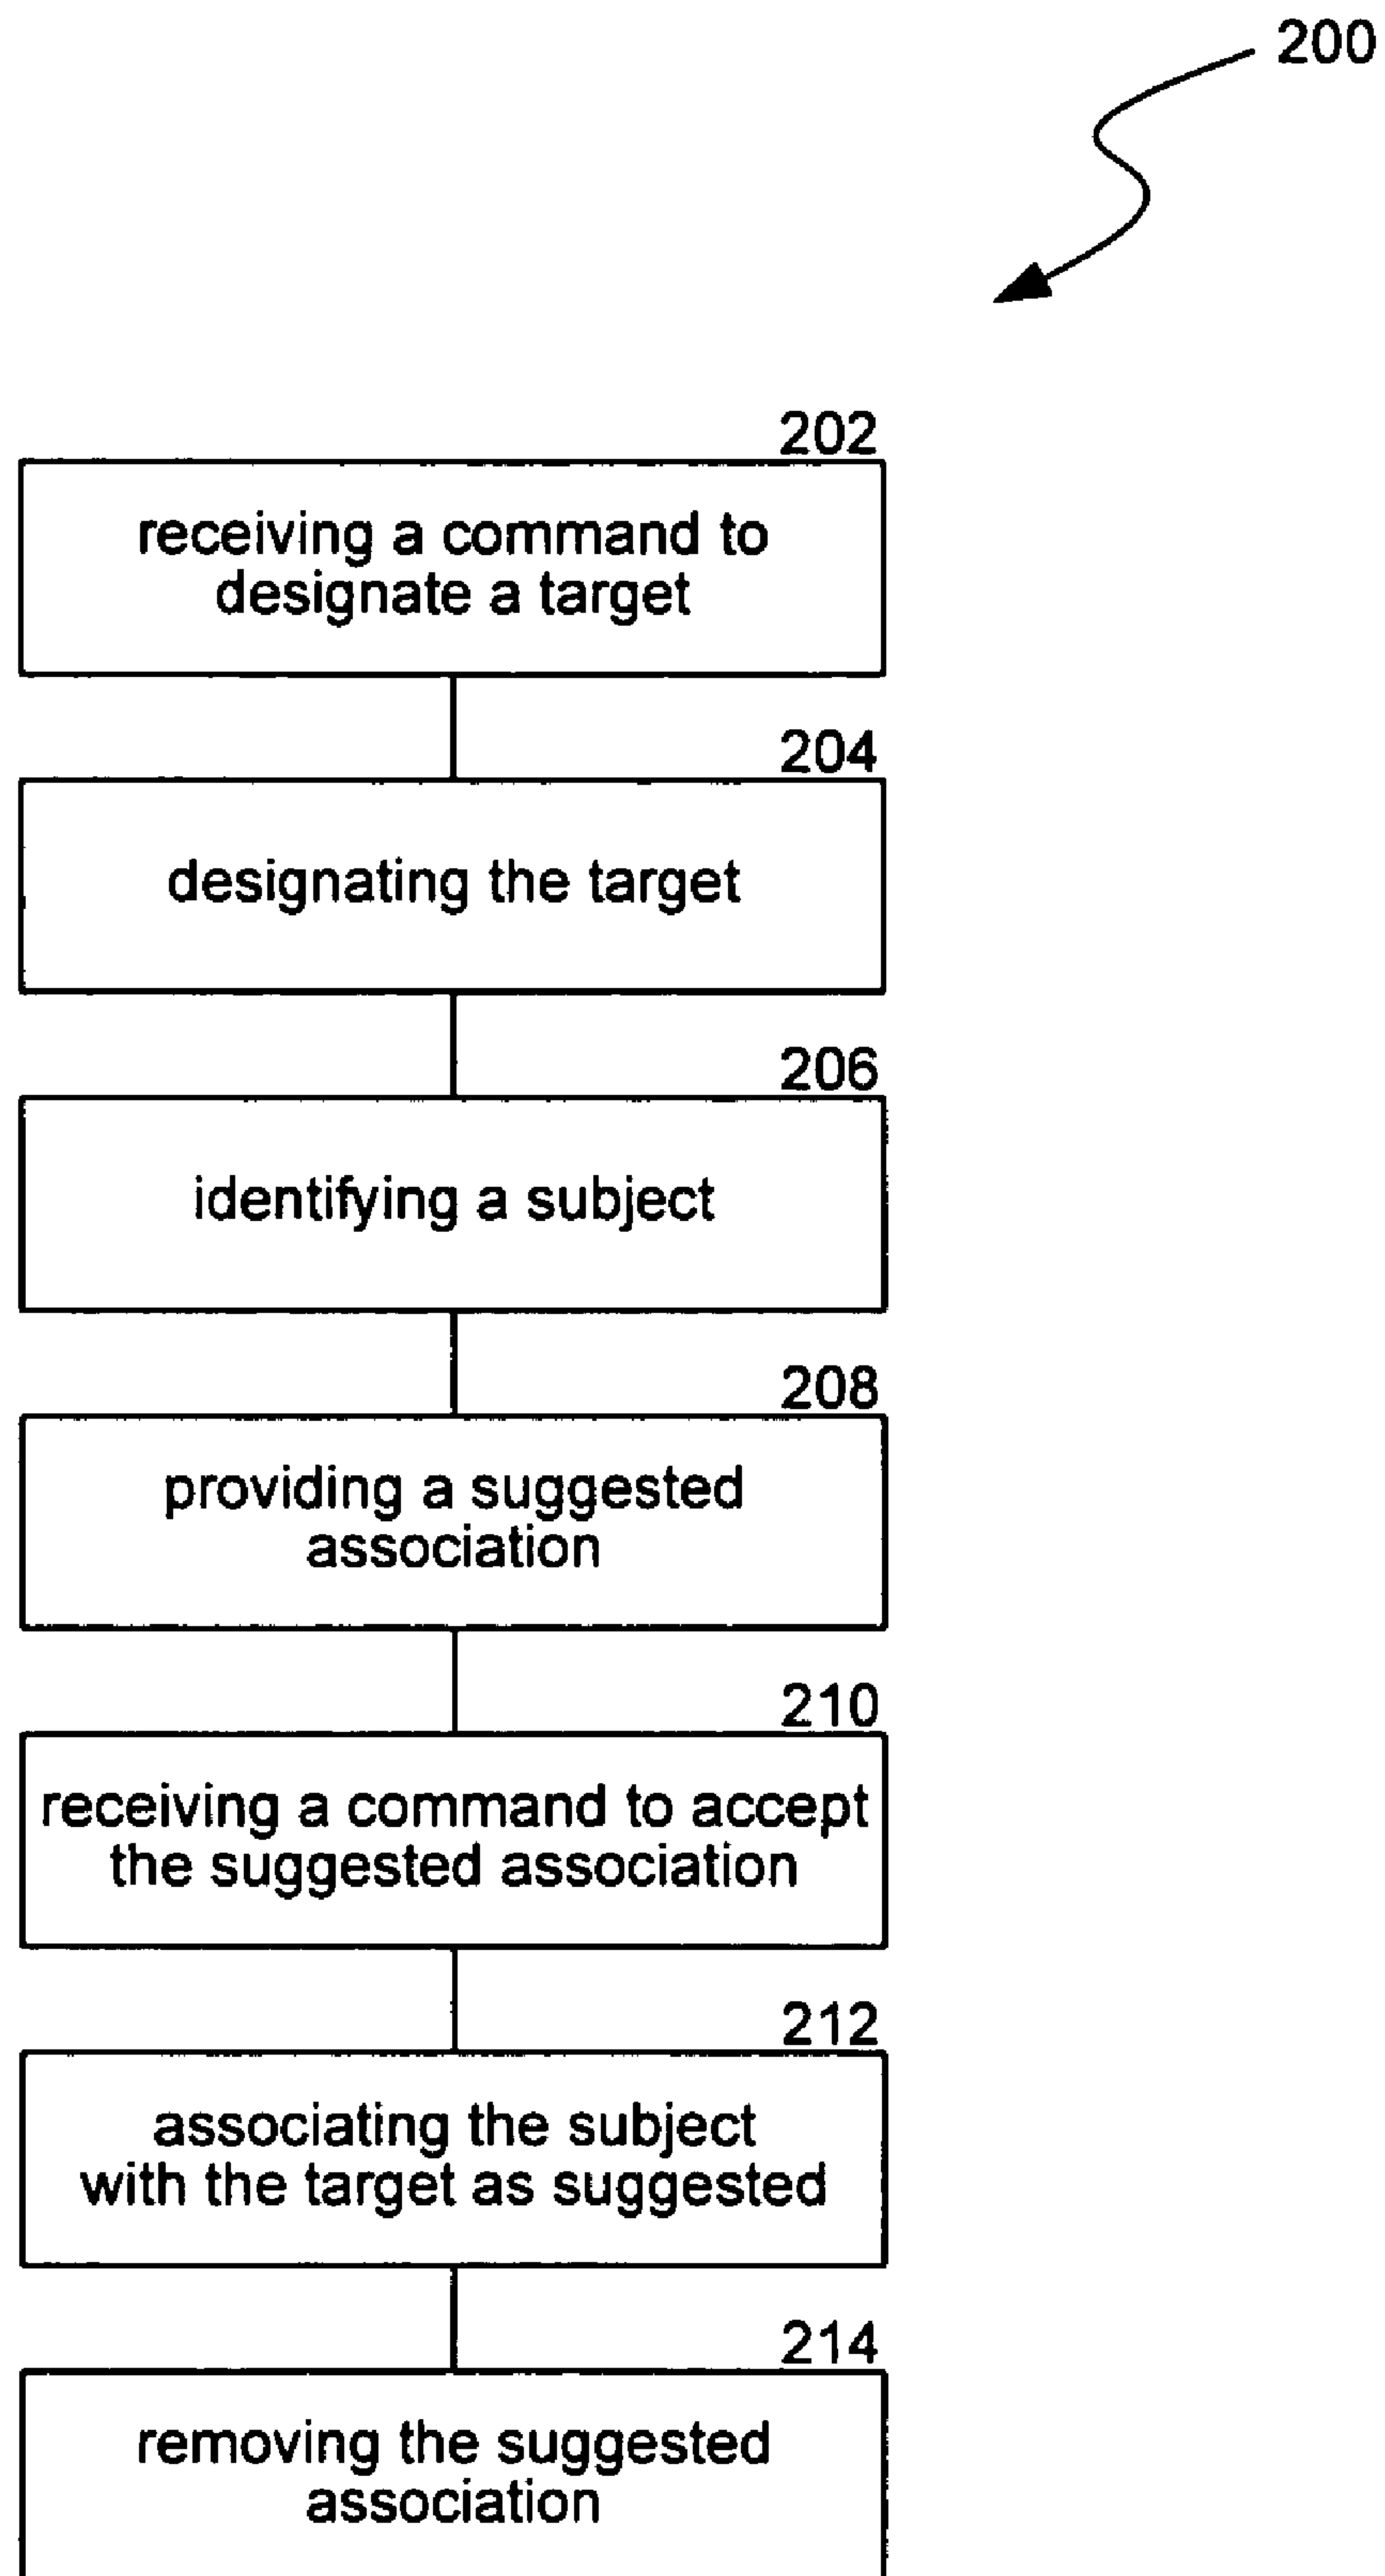 200
202
receiving a command to
designate a target
204
designating the target
206
identifying a subject
208
providing a suggested
association
210
receiving a command to accept
the suggested association
212
associating the subject
with the target as suggested
214
removing the suggested
association